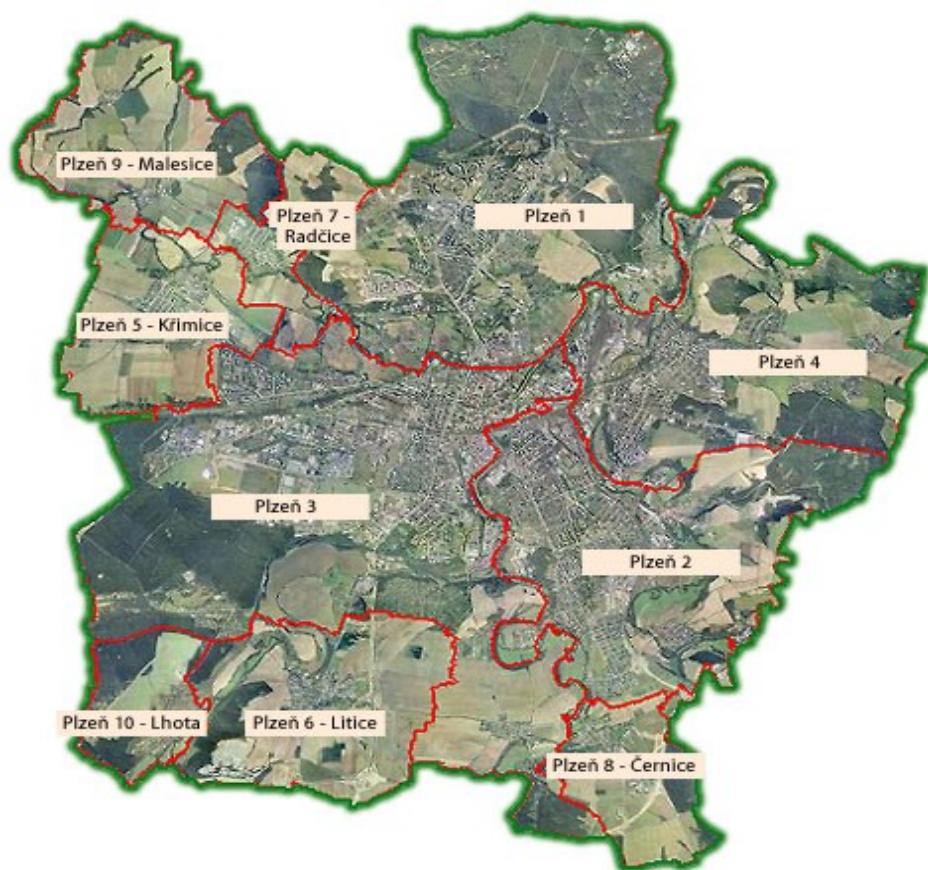 Plzeň 9 - Malesice
Plzeň 7 -
Radčice
Plzeň 1
Plzeň 5 - Křimice
Plzeň 4
Plzeň 3
Plzeň 2
Plzeň 10 - Lhota
Plzeň 6 - Litice
Plzeň 8 - Černice